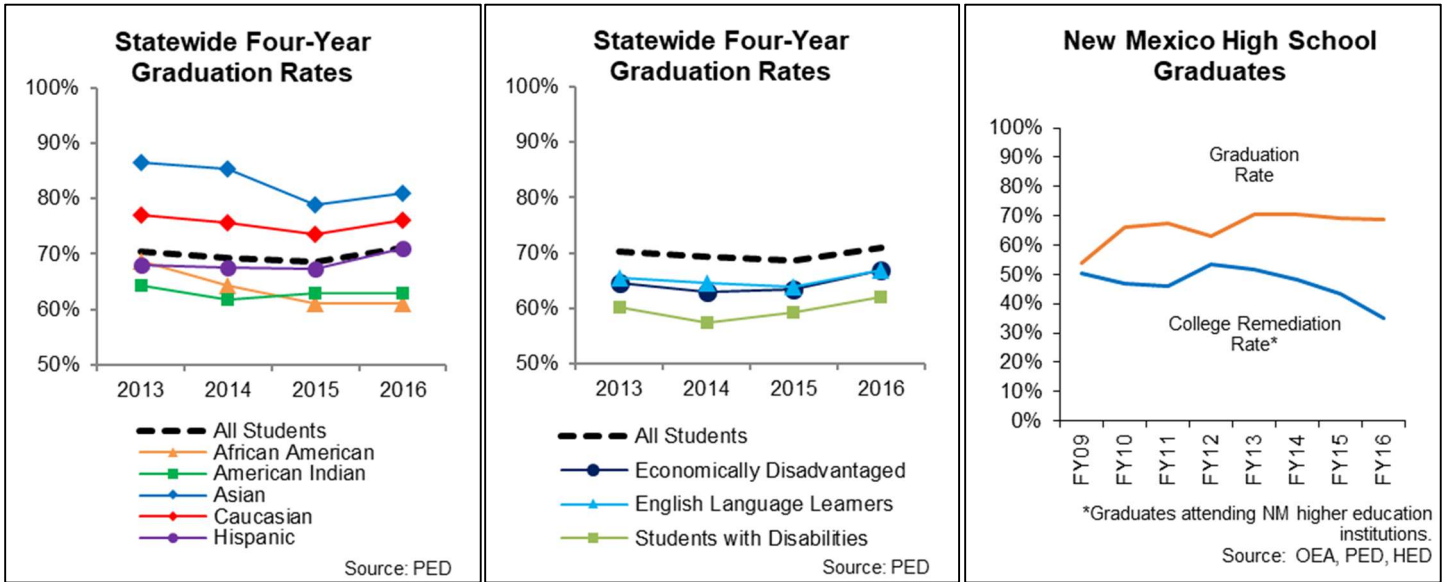 Statewide Four-Year
Graduation Rates
100%
90%
80%
70%
60%
50%
2013 2014 2015 2016
All Students
African American
American Indian
Asian
Caucasian
Hispanic
Source: PED
Statewide Four-Year
Graduation Rates
100%
90%
80%
70%
60%
50%
2013 2014 2015 2016
All Students
Economically Disadvantaged
English Language Learners
Students with Disabilities
Source: PED
New Mexico High School
Graduates
100%
90%
80%
70%
60%
50%
40%
30%
20%
10%
0%
Graduation
Rate
College Remediation
Rate*
FY09 FY10 FY11 FY12 FY13 FY14 FY15 FY16
*Graduates attending NM higher education
institutions.
Source: OEA, PED, HED